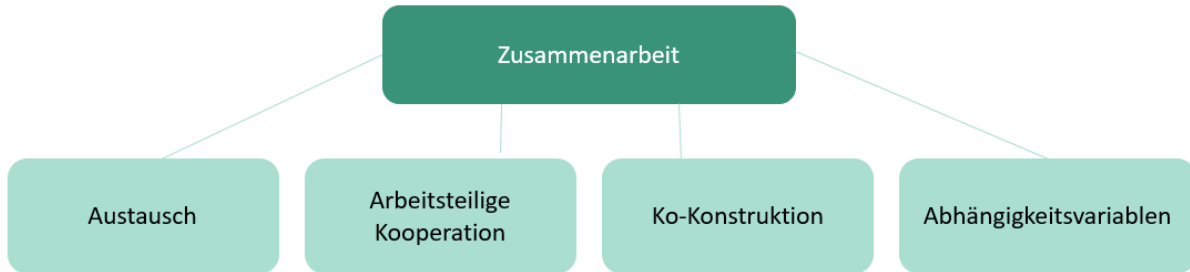 Zusammenarbeit
Austausch
Arbeitsteilige
Kooperation
Ko-Konstruktion
Abhängigkeitsvariablen